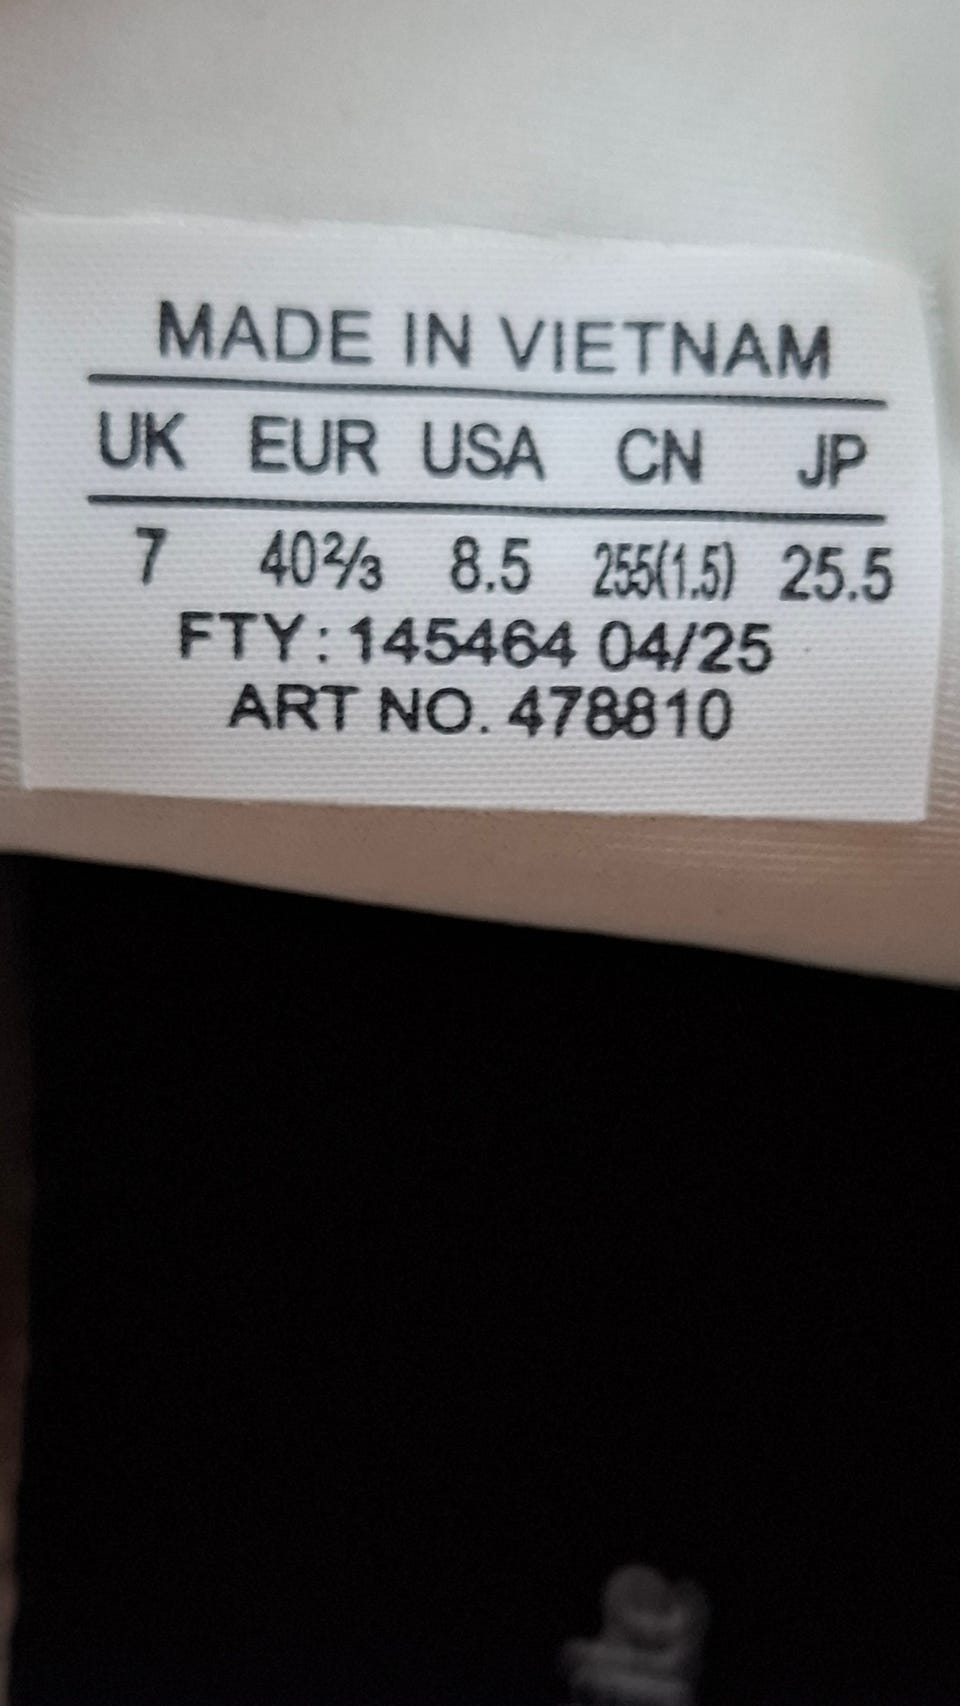 MADE IN VIETNAM
UK EUR USA CN JP
7 40⅔ 8.5 255(1.5) 25.5
FTY: 145464 04/25
ART NO. 478810